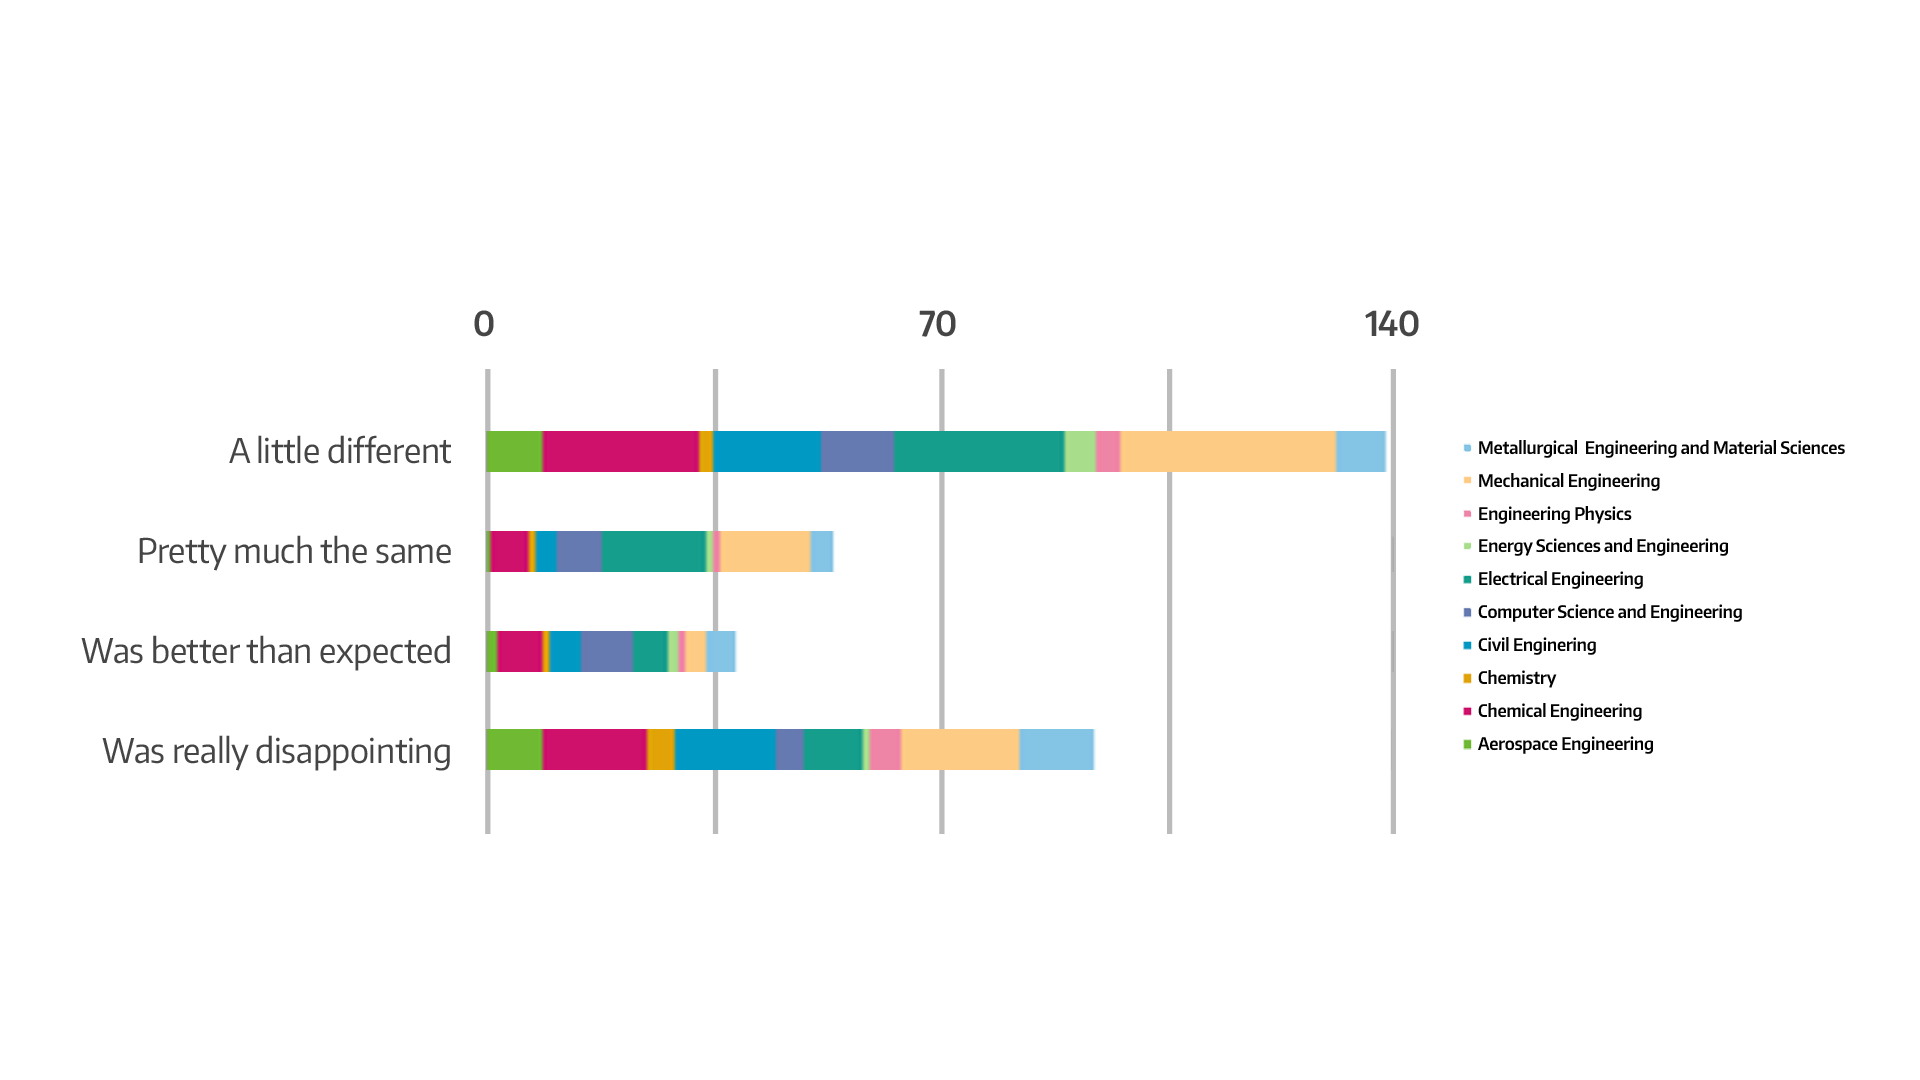 0 70 140
A little different
Pretty much the same
Was better than expected
Was really disappointing
Metallurgical  Engineering and Material Sciences
Mechanical Engineering
Engineering Physics
Energy Sciences and Engineering
Electrical Engineering
Computer Science and Engineering
Civil Enginering
Chemistry
Chemical Engineering
Aerospace Engineering